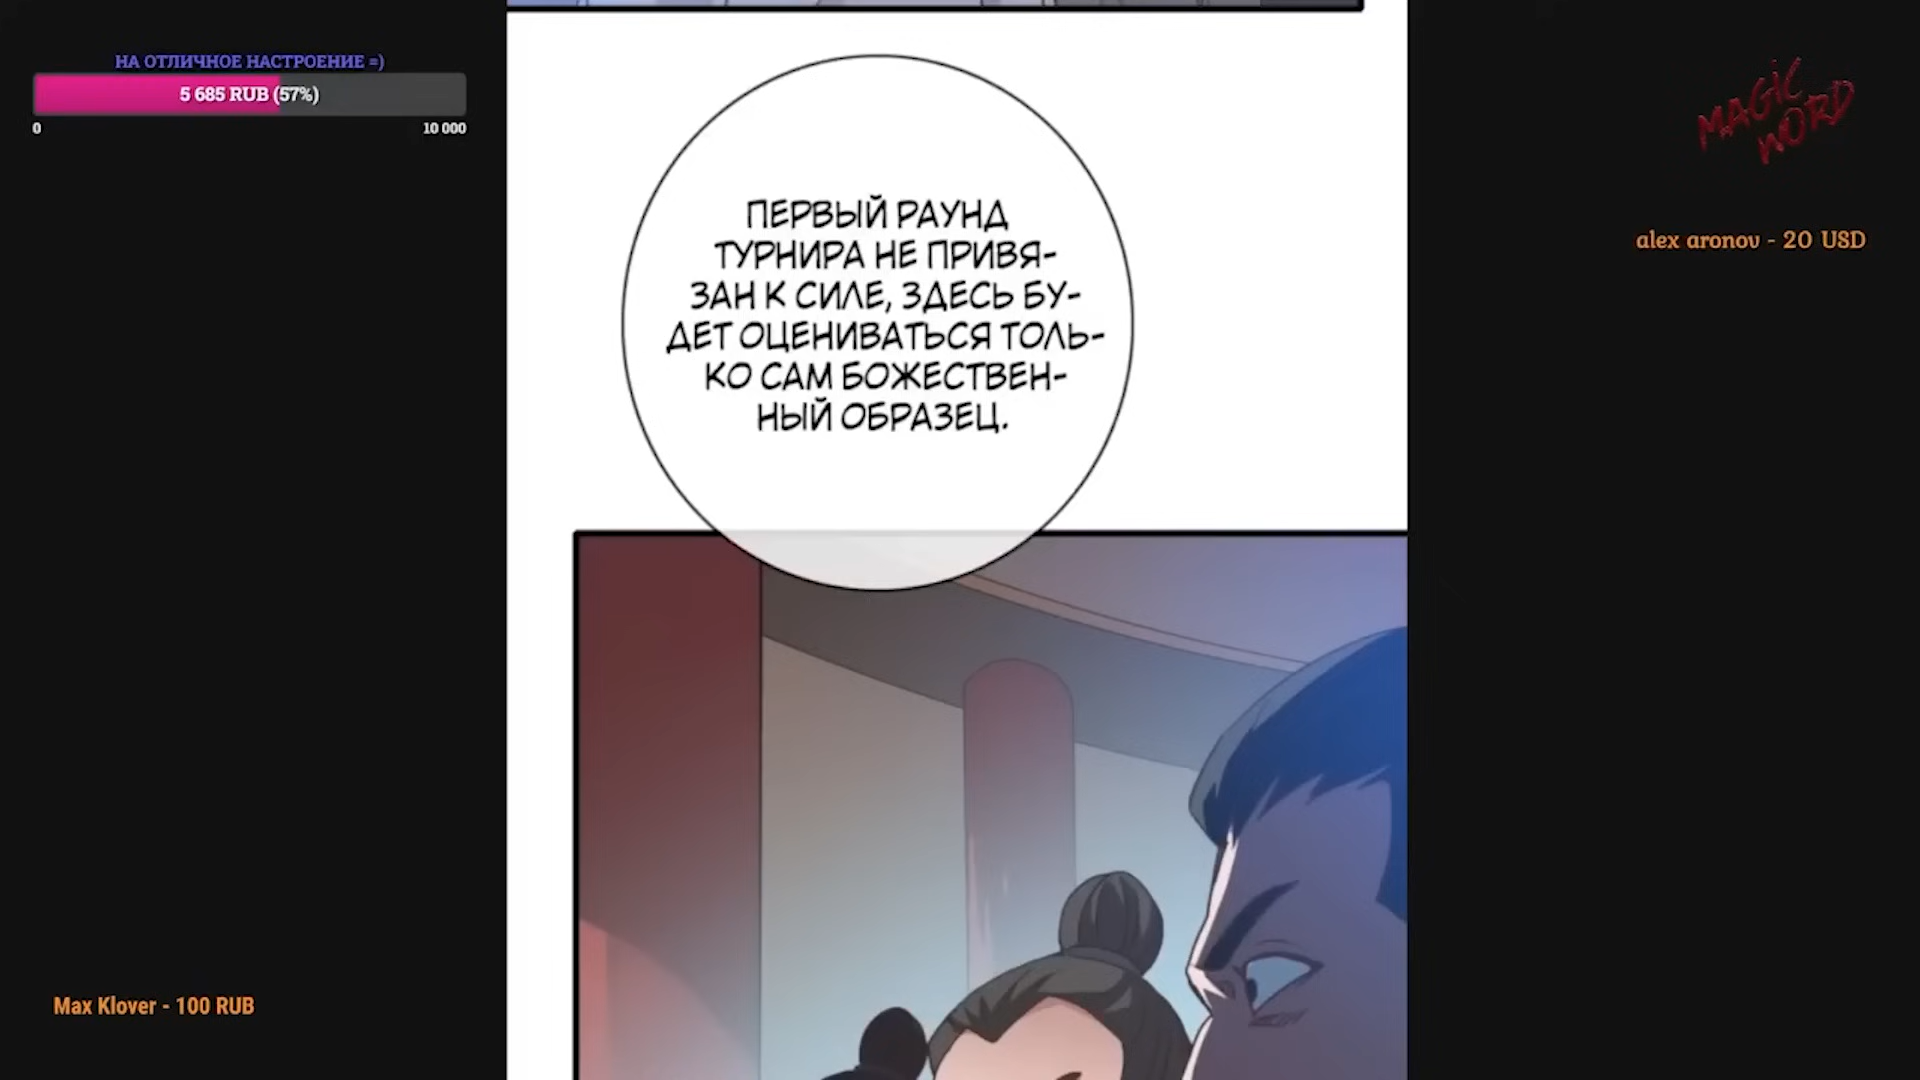 НА ОТЛИЧНОЕ НАСТРОЕНИЕ =)
5 685 RUB (57%)
0
10 000
MAGIC
WORD
alex aronov - 20 USD
ПЕРВЫЙ РАУНД
ТУРНИРА НЕ ПРИВЯ-
ЗАН К СИЛЕ, ЗДЕСЬ БУ-
ДЕТ ОЦЕНИВАТЬСЯ ТОЛЬ-
КО САМ БОЖЕСТВЕН-
НЫЙ ОБРАЗЕЦ.
Max Klover - 100 RUB